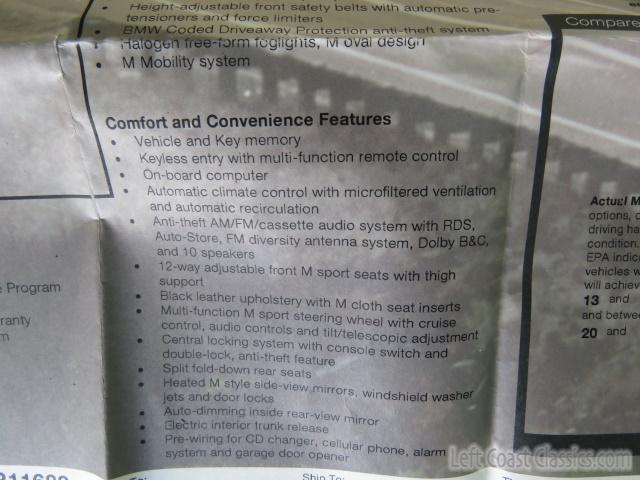 Height-adjustable front safety belts with automatic pre-
tensioners and force limiters
BMW Coded Driveaway Protection anti-theft system
Halogen free-form foglights, M oval design
M Mobility system
Comfort and Convenience Features
Vehicle and Key memory
Keyless entry with multi-function remote control
On-board computer
Automatic climate control with microfiltered ventilation
and automatic recirculation
Anti-theft AM/FM/cassette audio system with RDS,
Auto-Store, FM diversity antenna system, Dolby B&C,
and 10 speakers
12-way adjustable front M sport seats with thigh
support
Black leather upholstery with M cloth seat inserts
Multi-function M sport steering wheel with cruise
control, audio controls and tilt/telescopic adjustment
Central locking system with console switch and
double-lock, anti-theft feature
Split fold-down rear seats
Heated M style side-view mirrors, windshield washer
jets and door locks
Auto-dimming inside rear-view mirror
Electric interior trunk release
Pre-wiring for CD changer, cellular phone, alarm
system and garage door opener
Program
Compare
Actual M
options,
driving ha
condition.
EPA indic
vehicles w
will achiev
13 and
and betwe
20 and
Ship To:
Left Coast Classics.com